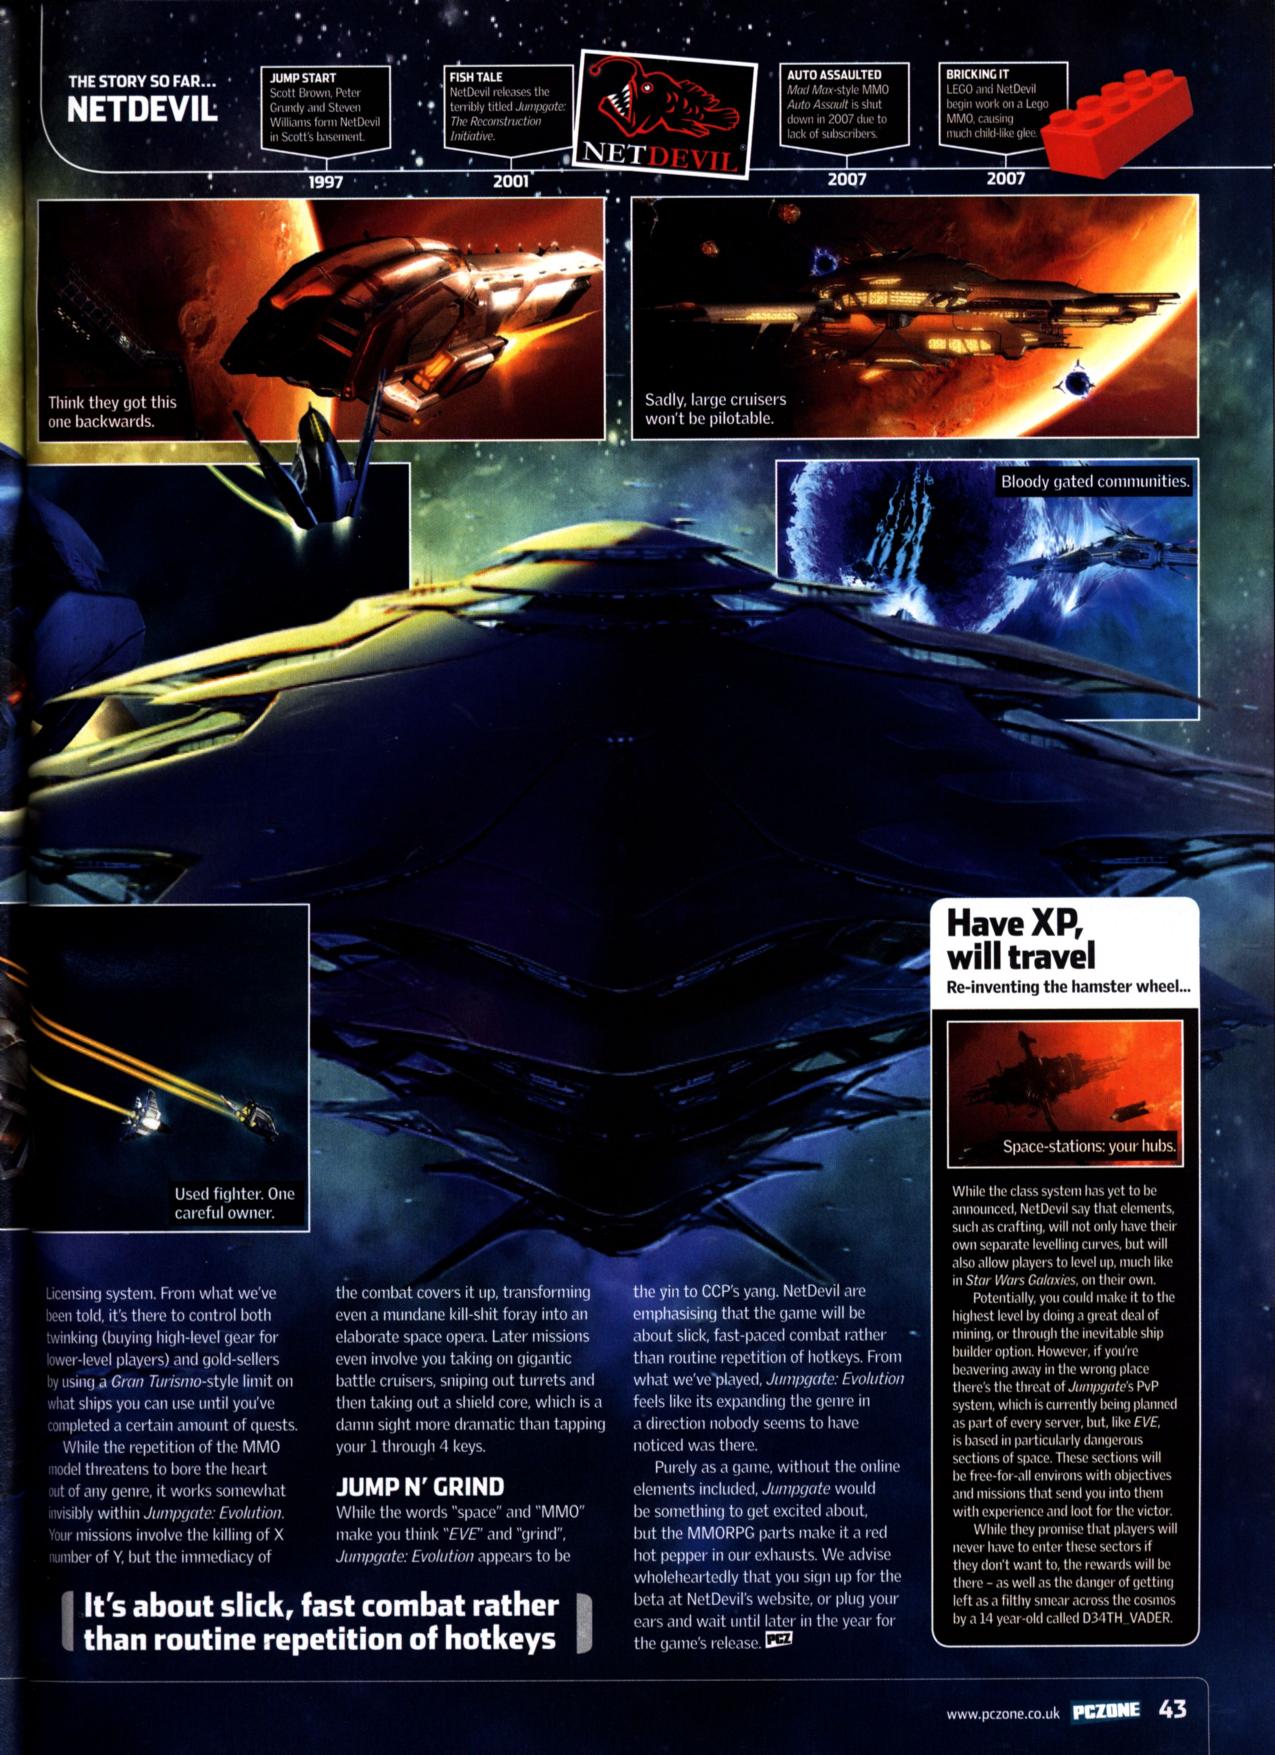 THE STORY SO FAR...
NETDEVIL
JUMP START
Scott Brown, Peter
Grundy and Steven
Williams form NetDevil
in Scott's basement.
1997
FISH TALE
NetDevil releases the
terribly titled Jumpgate:
The Reconstruction
Initiative.
2001
NETDEVIL
AUTO ASSAULTED
Mad Max-style MMO
Auto Assault is shut
down in 2007 due to
lack of subscribers.
2007
BRICKING IT
LEGO and NetDevil
begin work on a Lego
MMO, causing
much child-like glee.
2007
Think they got this
one backwards.
Sadly, large cruisers
won't be pilotable.
Bloody gated communities.
Used fighter. One
careful owner.
Licensing system. From what we've
been told, it's there to control both
twinking (buying high-level gear for
lower-level players) and gold-sellers
by using a Gran Turismo-style limit on
what ships you can use until you've
completed a certain amount of quests.
While the repetition of the MMO
model threatens to bore the heart
out of any genre, it works somewhat
invisibly within Jumpgate: Evolution.
Your missions involve the killing of X
number of Y, but the immediacy of
the combat covers it up, transforming
even a mundane kill-shit foray into an
elaborate space opera. Later missions
even involve you taking on gigantic
battle cruisers, sniping out turrets and
then taking out a shield core, which is a
damn sight more dramatic than tapping
your 1 through 4 keys.
JUMP N' GRIND
While the words "space" and "MMO"
make you think "EVE" and "grind",
Jumpgate: Evolution appears to be
the yin to CCP's yang. NetDevil are
emphasising that the game will be
about slick, fast-paced combat rather
than routine repetition of hotkeys. From
what we've played, Jumpgate: Evolution
feels like its expanding the genre in
a direction nobody seems to have
noticed was there.
Purely as a game, without the online
elements included, Jumpgate would
be something to get excited about,
but the MMORPG parts make it a red
hot pepper in our exhausts. We advise
wholeheartedly that you sign up for the
beta at NetDevil's website, or plug your
ears and wait until later in the year for
the game's release. PCZ
It's about slick, fast combat rather
than routine repetition of hotkeys
Have XP,
will travel
Re-inventing the hamster wheel...
Space-stations: your hubs.
While the class system has yet to be
announced, NetDevil say that elements,
such as crafting, will not only have their
own separate levelling curves, but will
also allow players to level up, much like
in Star Wars Galaxies, on their own.
Potentially, you could make it to the
highest level by doing a great deal of
mining, or through the inevitable ship
builder option. However, if you're
beavering away in the wrong place
there's the threat of Jumpgate's PvP
system, which is currently being planned
as part of every server, but, like EVE,
is based in particularly dangerous
sections of space. These sections will
be free-for-all environs with objectives
and missions that send you into them
with experience and loot for the victor.
While they promise that players will
never have to enter these sectors if
they don't want to, the rewards will be
there – as well as the danger of getting
left as a filthy smear across the cosmos
by a 14 year-old called D34TH_VADER.
www.pczone.co.uk PCZONE 43